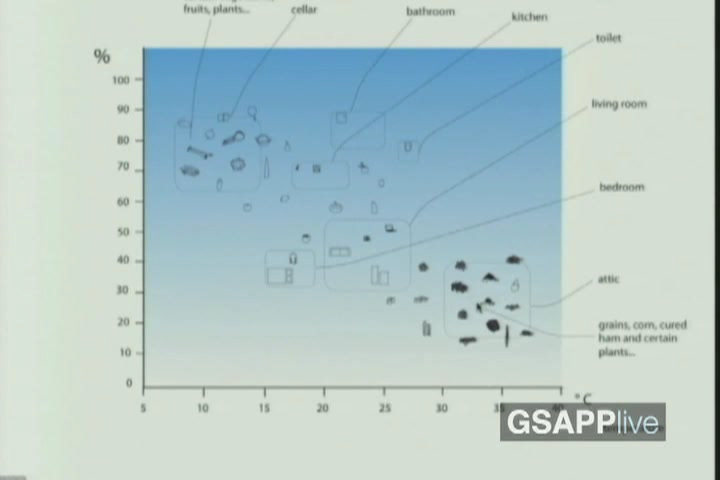 fruits, plants...
cellar
bathroom
kitchen
toilet
living room
bedroom
attic
grains, corn, cured
ham and certain
plants...
%
100
90
80
70
60
50
40
30
20
10
0
5
10
15
20
25
30
35
° C
GSAPPlive